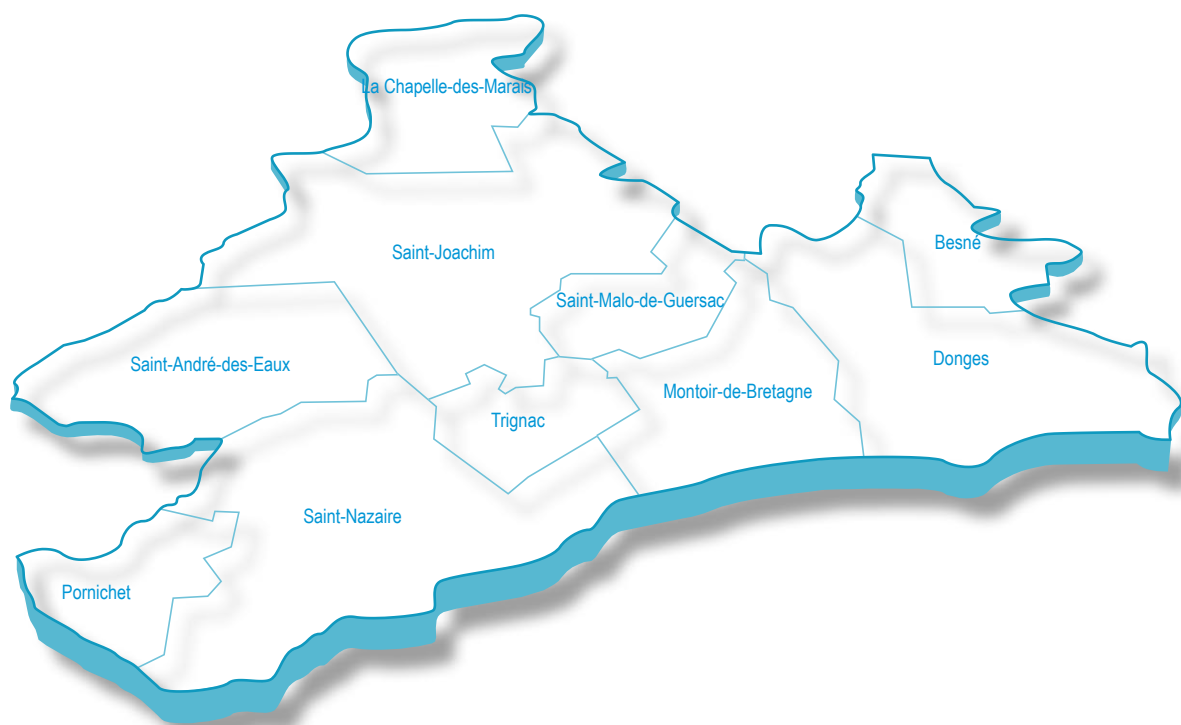 La Chapelle-des-Marais
Saint-Joachim
Besné
Saint-Malo-de-Guersac
Saint-André-des-Eaux
Donges
Montoir-de-Bretagne
Trignac
Saint-Nazaire
Pornichet